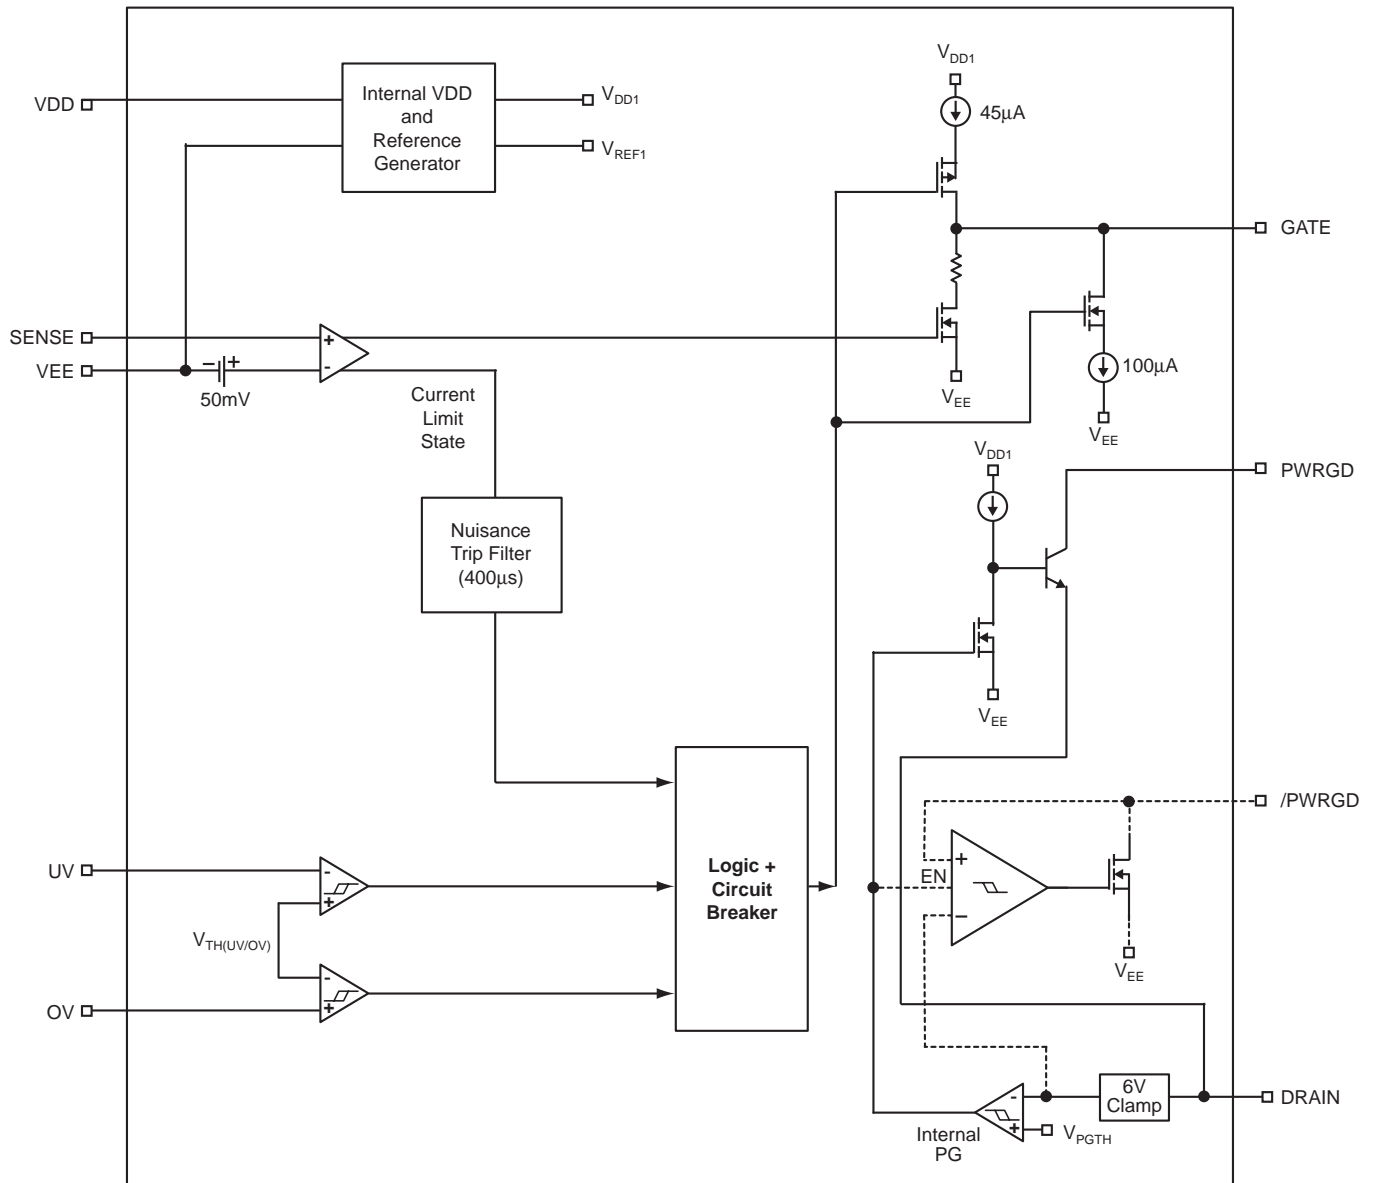 VDD
Internal VDD
and
Reference
Generator
VDD1
VREF1
VDD1
45µA
GATE
SENSE
VEE
50mV
+
-
- +
Current
Limit
State
VEE
100µA
VEE
VDD1
PWRGD
Nuisance
Trip Filter
(400µs)
VEE
/PWRGD
UV
-
+
VTH(UV/OV)
-
+
OV
Logic +
Circuit
Breaker
+
EN
–
VEE
6V
Clamp
DRAIN
-
+
VPGTH
Internal
PG